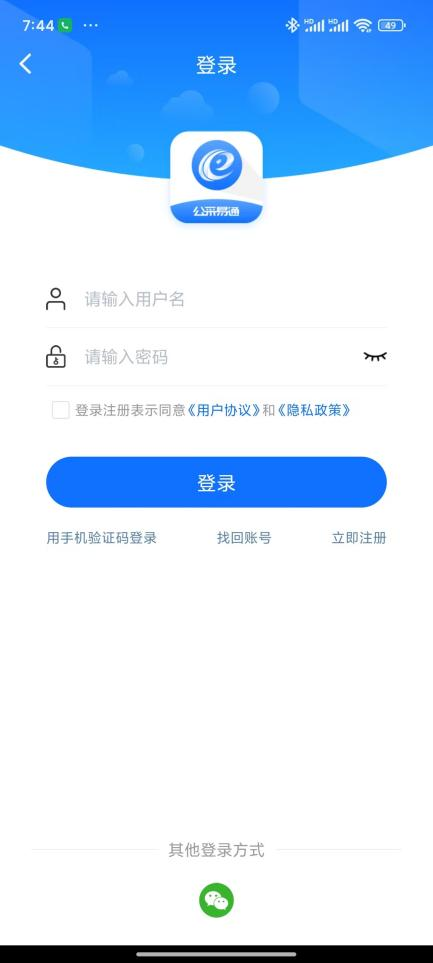 7:44
HD HD 49
登录
公采易通
请输入用户名
请输入密码
登录注册表示同意《用户协议》和《隐私政策》
登录
用手机验证码登录 找回账号 立即注册
其他登录方式